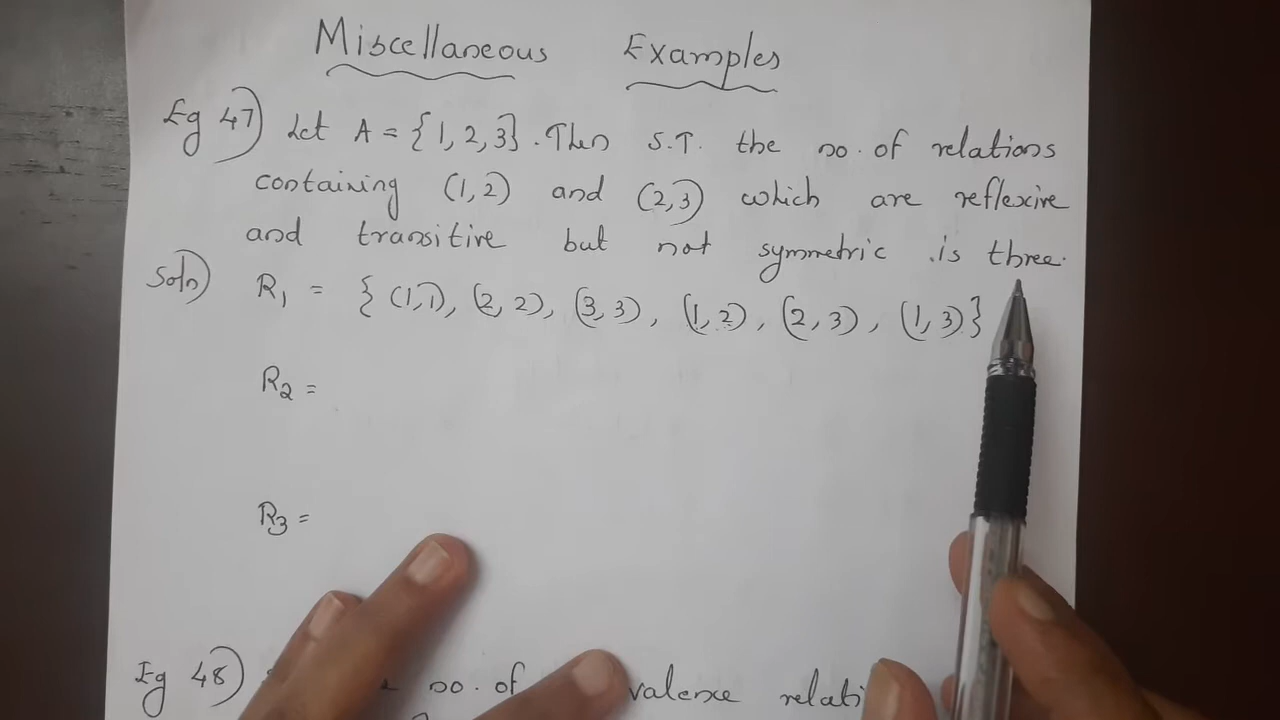 Miscellaneous Examples
Eg 47) Let A = {1, 2, 3}. Then S.T. the no. of relations
containing (1, 2) and (2, 3) which are reflexive
and transitive but not symmetric is three.
Soln) R₁ = {(1, 1), (2, 2), (3, 3), (1, 2), (2, 3), (1, 3)}
R₂ =
R₃ =
Eg 48) no. of valence relati